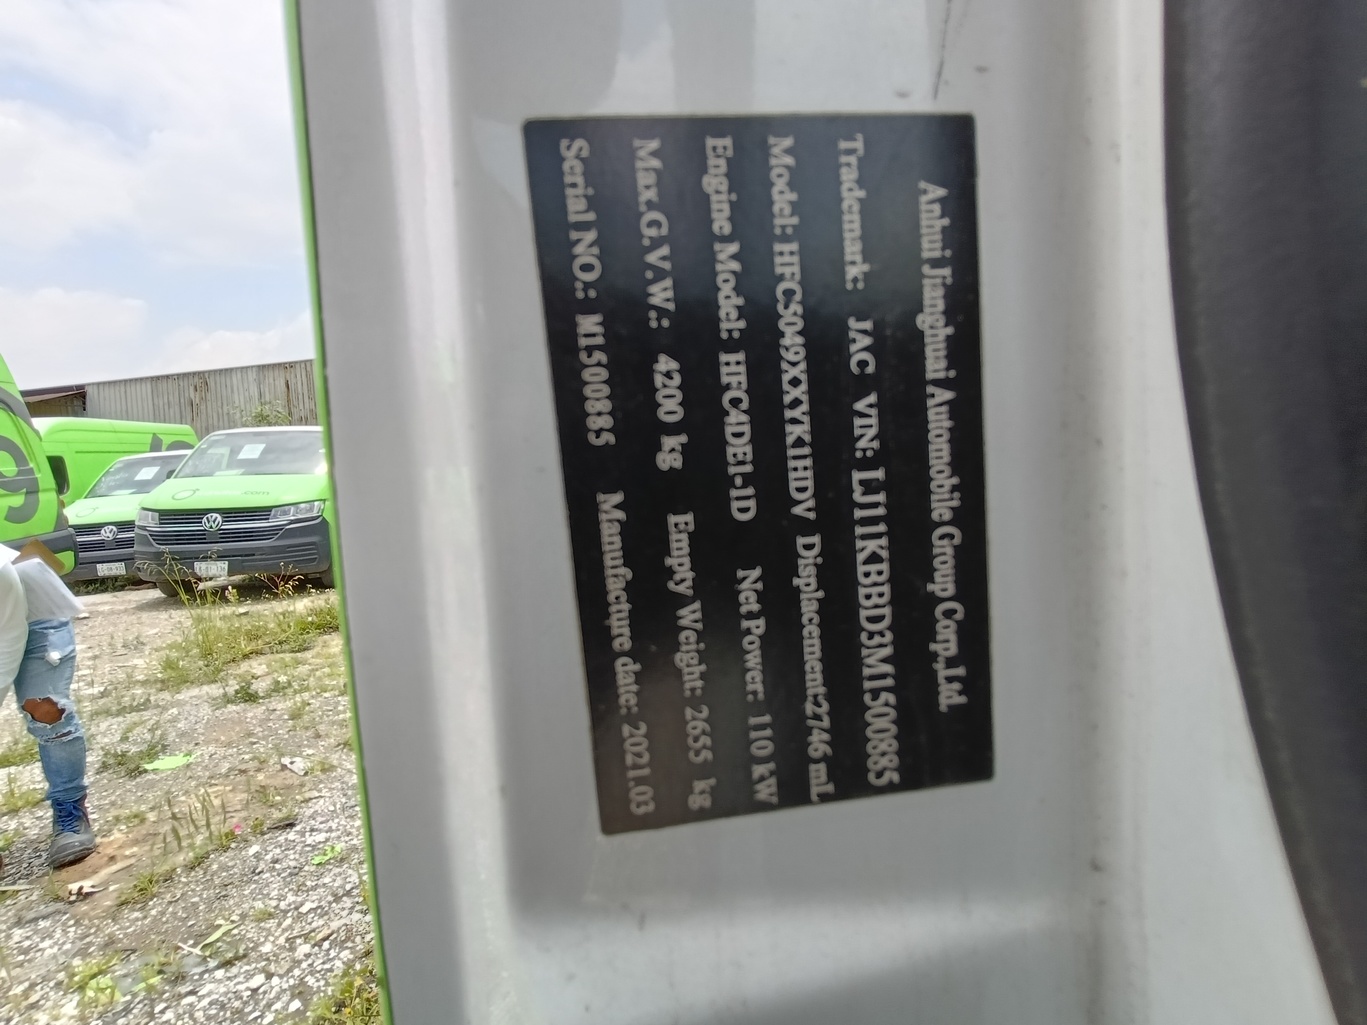 Anhui Jianghuai Automobile Group Corp.,Ltd.
Trademark: JAC VIN: LJ11KBBD3M1500885
Model: HFC5049XXYK1HDV Displacement:2746 mL
Engine Model: HFC4DE1-1D Net Power: 110 kW
Max.G.V.W.: 4200 kg Empty Weight: 2655 kg
Serial NO.: M1500885 Manufacture date: 2021.03